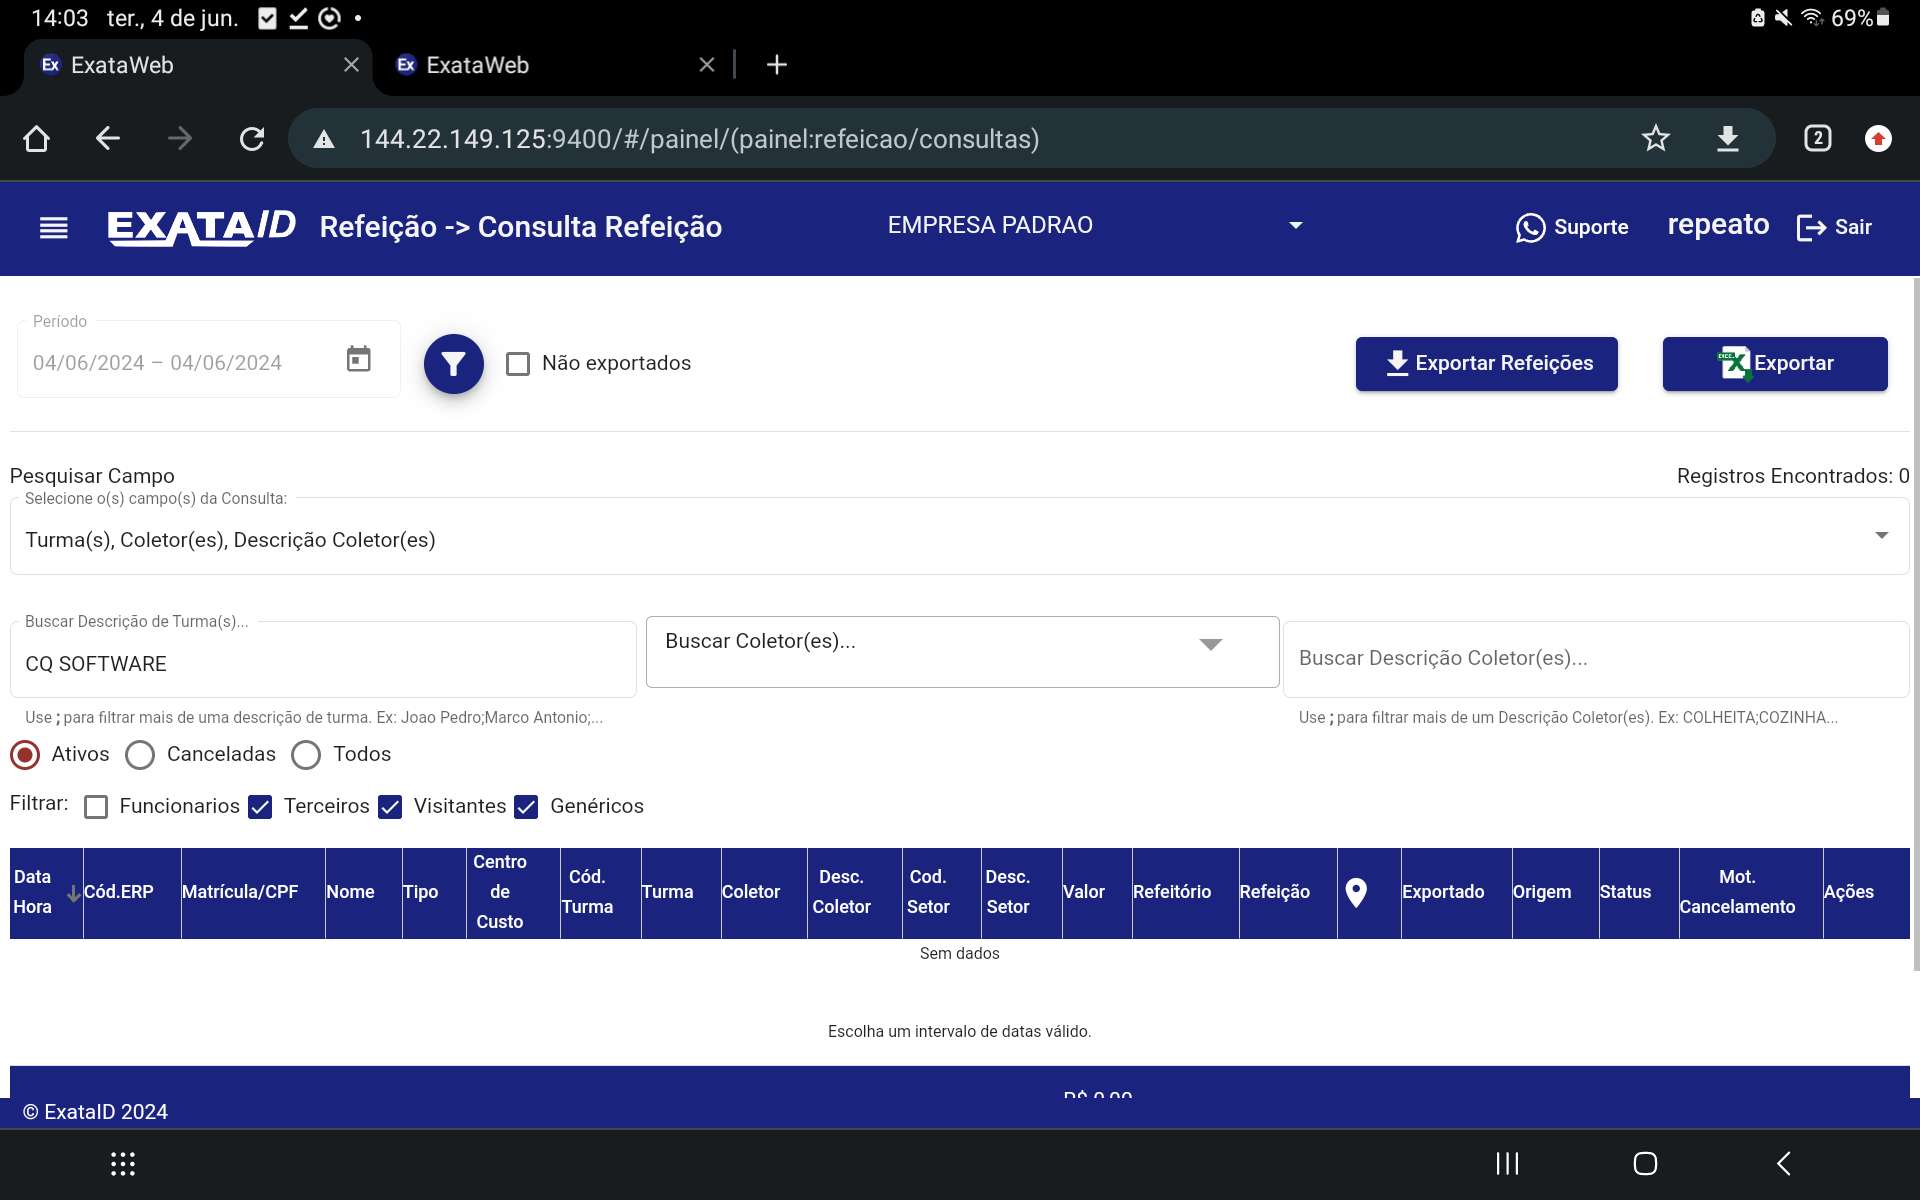 14:03 ter., 4 de jun. 69%
Ex ExataWeb Ex ExataWeb
144.22.149.125:9400/#/painel/(painel:refeicao/consultas) 2
EXATA/ID Refeição -> Consulta Refeição EMPRESA PADRAO Suporte repeato Sair
Período
04/06/2024 – 04/06/2024 Não exportados Exportar Refeições Exportar
Pesquisar Campo Registros Encontrados: 0
Selecione o(s) campo(s) da Consulta:
Turma(s), Coletor(es), Descrição Coletor(es)
Buscar Descrição de Turma(s)...
CQ SOFTWARE Buscar Coletor(es)... Buscar Descrição Coletor(es)...
Use ; para filtrar mais de uma descrição de turma. Ex: Joao Pedro;Marco Antonio;... Use ; para filtrar mais de um Descrição Coletor(es). Ex: COLHEITA;COZINHA...
Ativos Canceladas Todos
Filtrar: Funcionarios Terceiros Visitantes Genéricos
Data Hora Cód.ERP Matrícula/CPF Nome Tipo Centro de Custo Cód. Turma Turma Coletor Desc. Coletor Cod. Setor Desc. Setor Valor Refeitório Refeição Exportado Origem Status Mot. Cancelamento Ações
Sem dados
Escolha um intervalo de datas válido.
R$ 0,00
© ExataID 2024